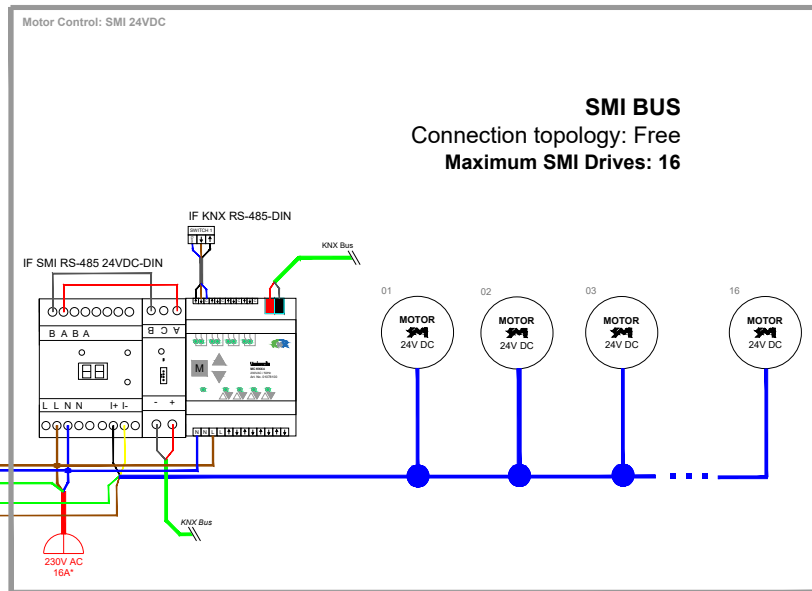 Motor Control: SMI 24VDC
SMI BUS
Connection topology: Free
Maximum SMI Drives: 16
IF KNX RS-485-DIN
SWITCH 1
KNX Bus
IF SMI RS-485 24VDC-DIN
B A B A
A C B
M
L L N N I+ I-
- +
N N L L
01
02
03
16
MOTOR
24V DC
MOTOR
24V DC
MOTOR
24V DC
MOTOR
24V DC
KNX Bus
230V AC
16A*